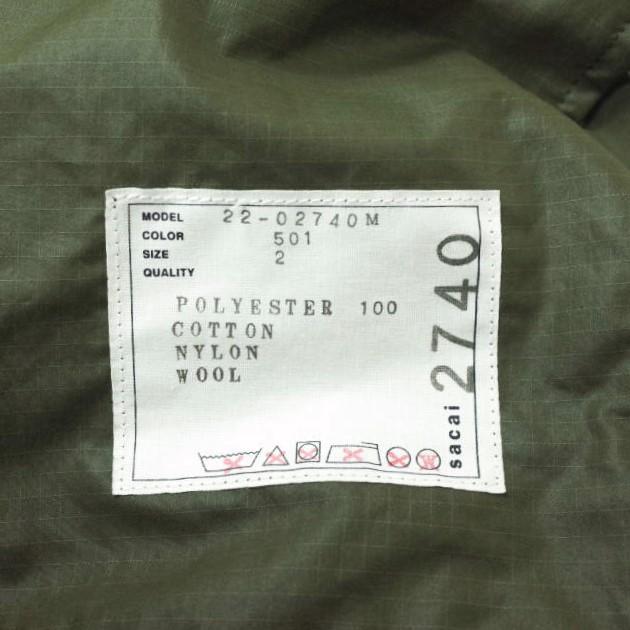 MODEL 22-02740M
COLOR 501
SIZE 2
QUALITY
POLYESTER 100
COTTON
NYLON
WOOL
sacai 2740
W